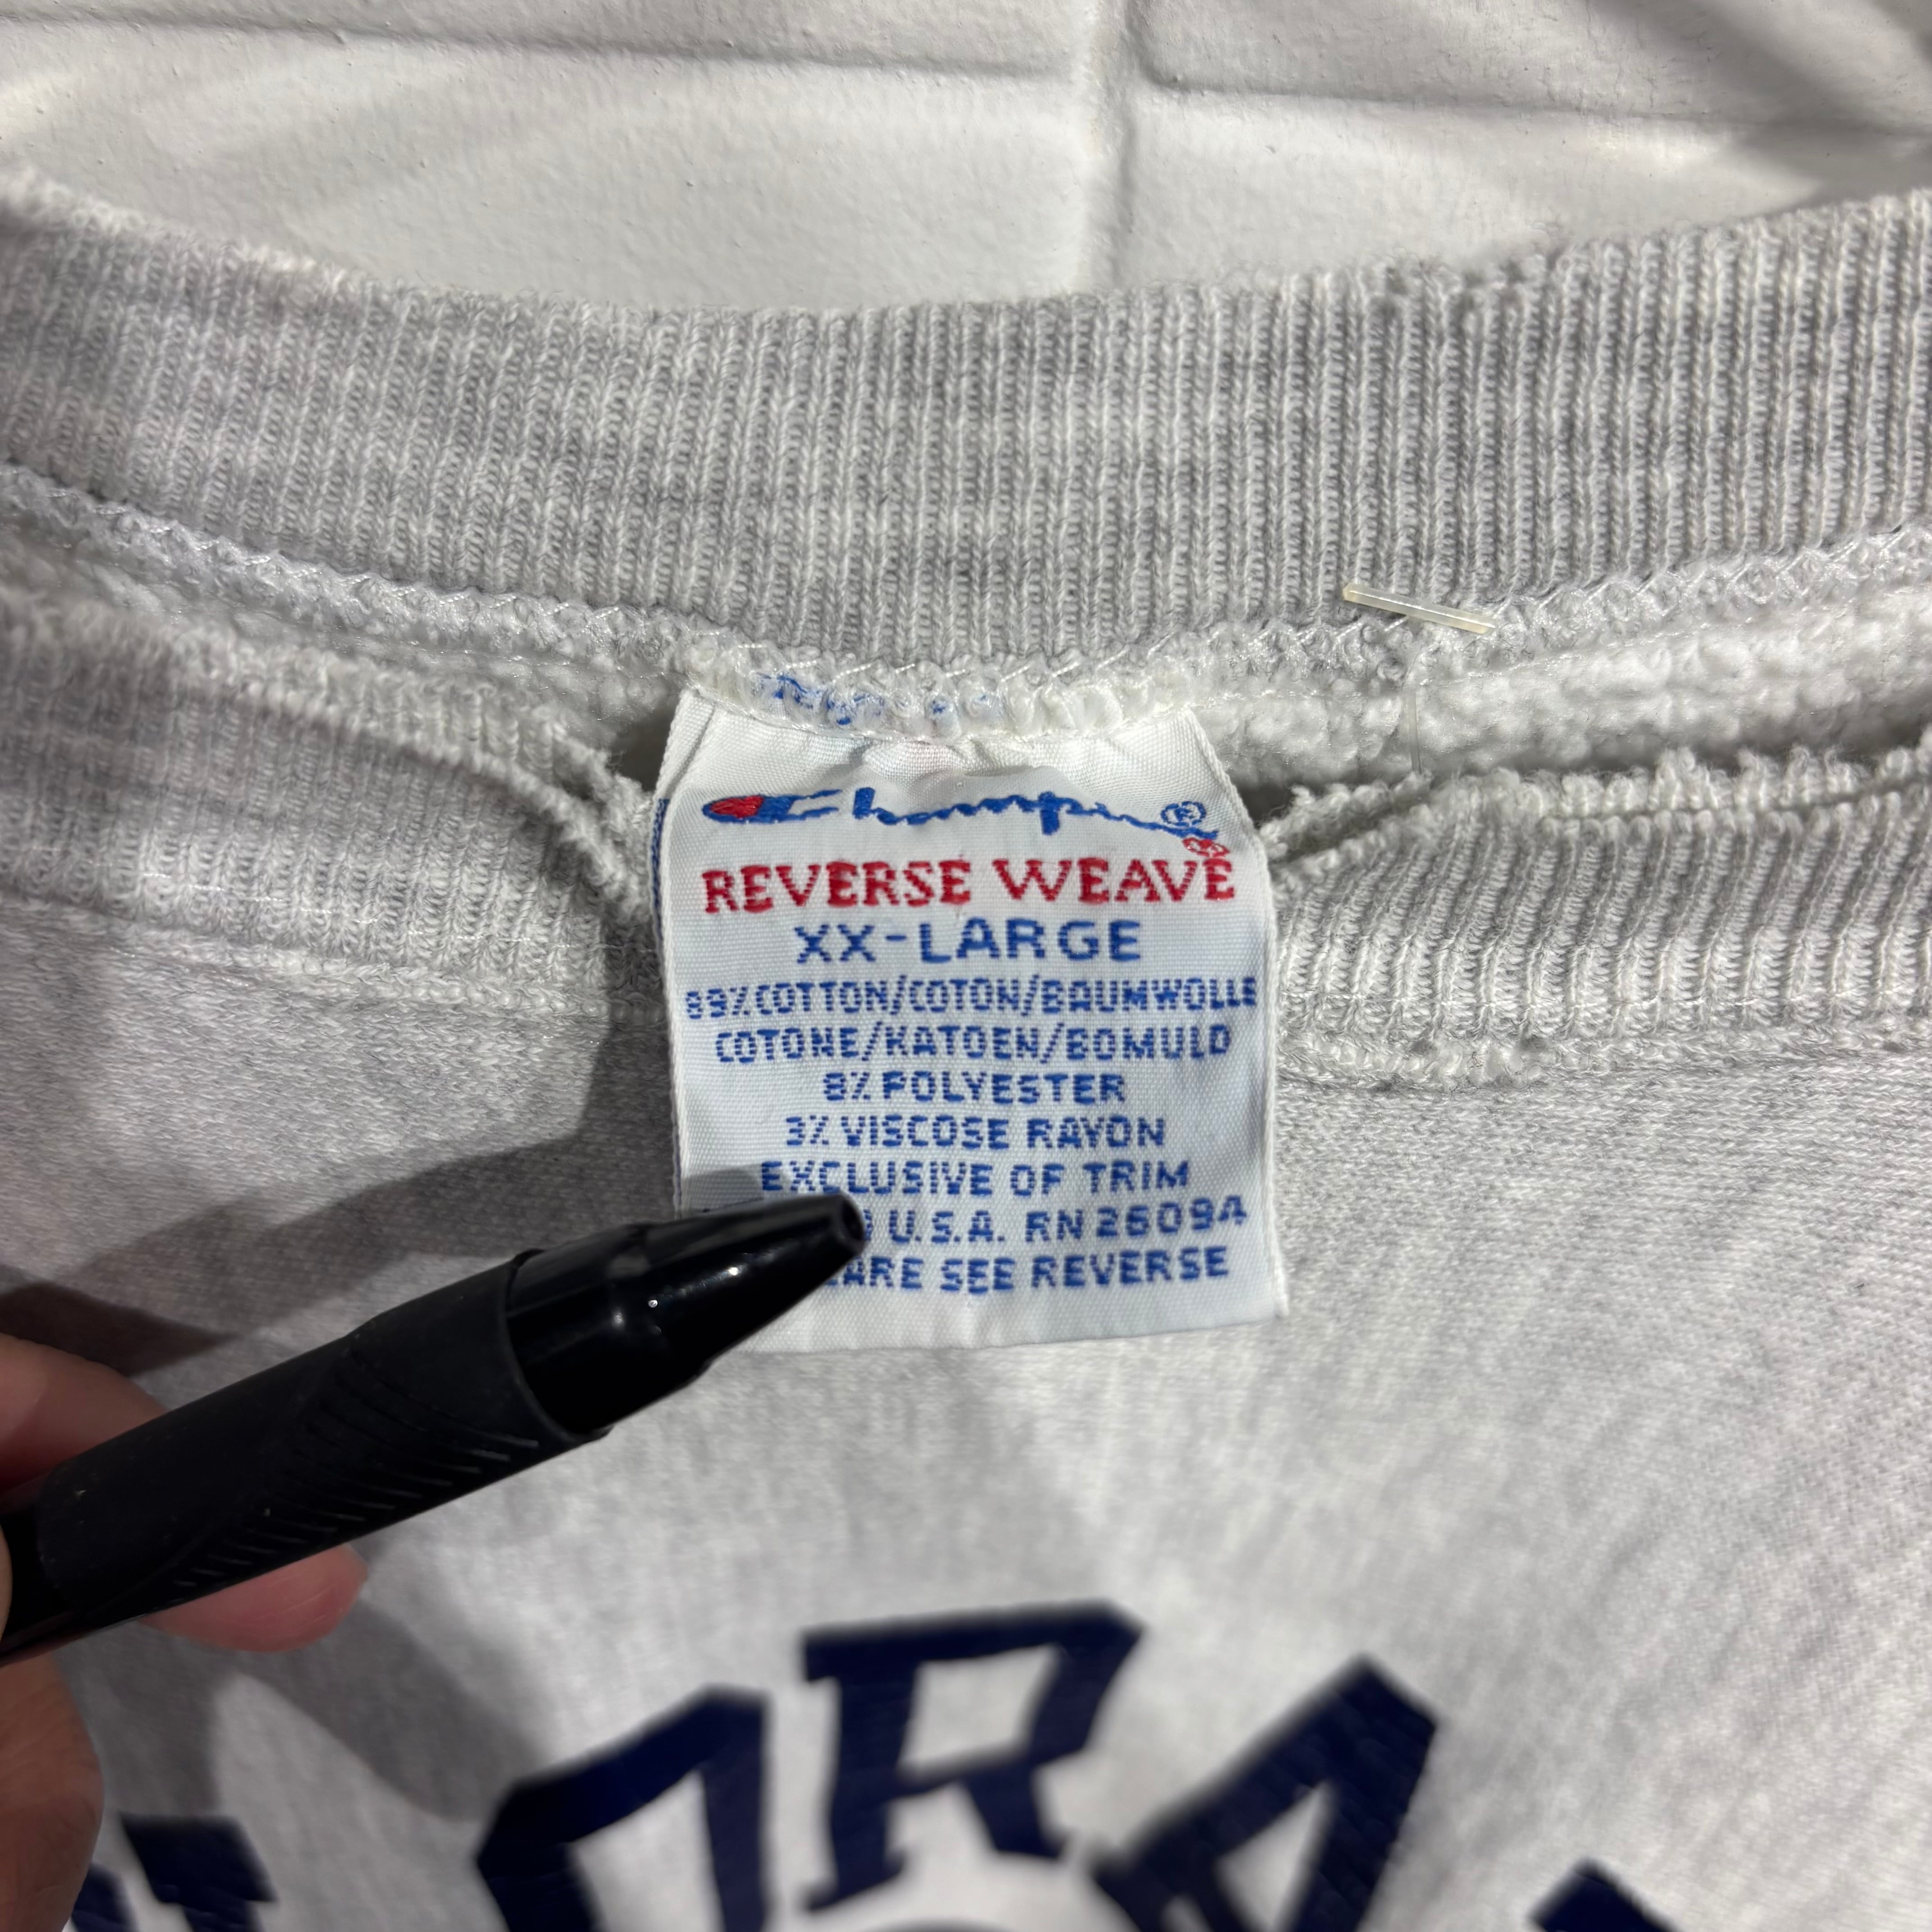 Champion®
REVERSE WEAVE
XX-LARGE
89% COTTON/COTON/BAUMWOLLE
COTONE/KATOEN/BOMULD
8% POLYESTER
3% VISCOSE RAYON
EXCLUSIVE OF TRIM
U.S.A. RN 26094
CARE SEE REVERSE